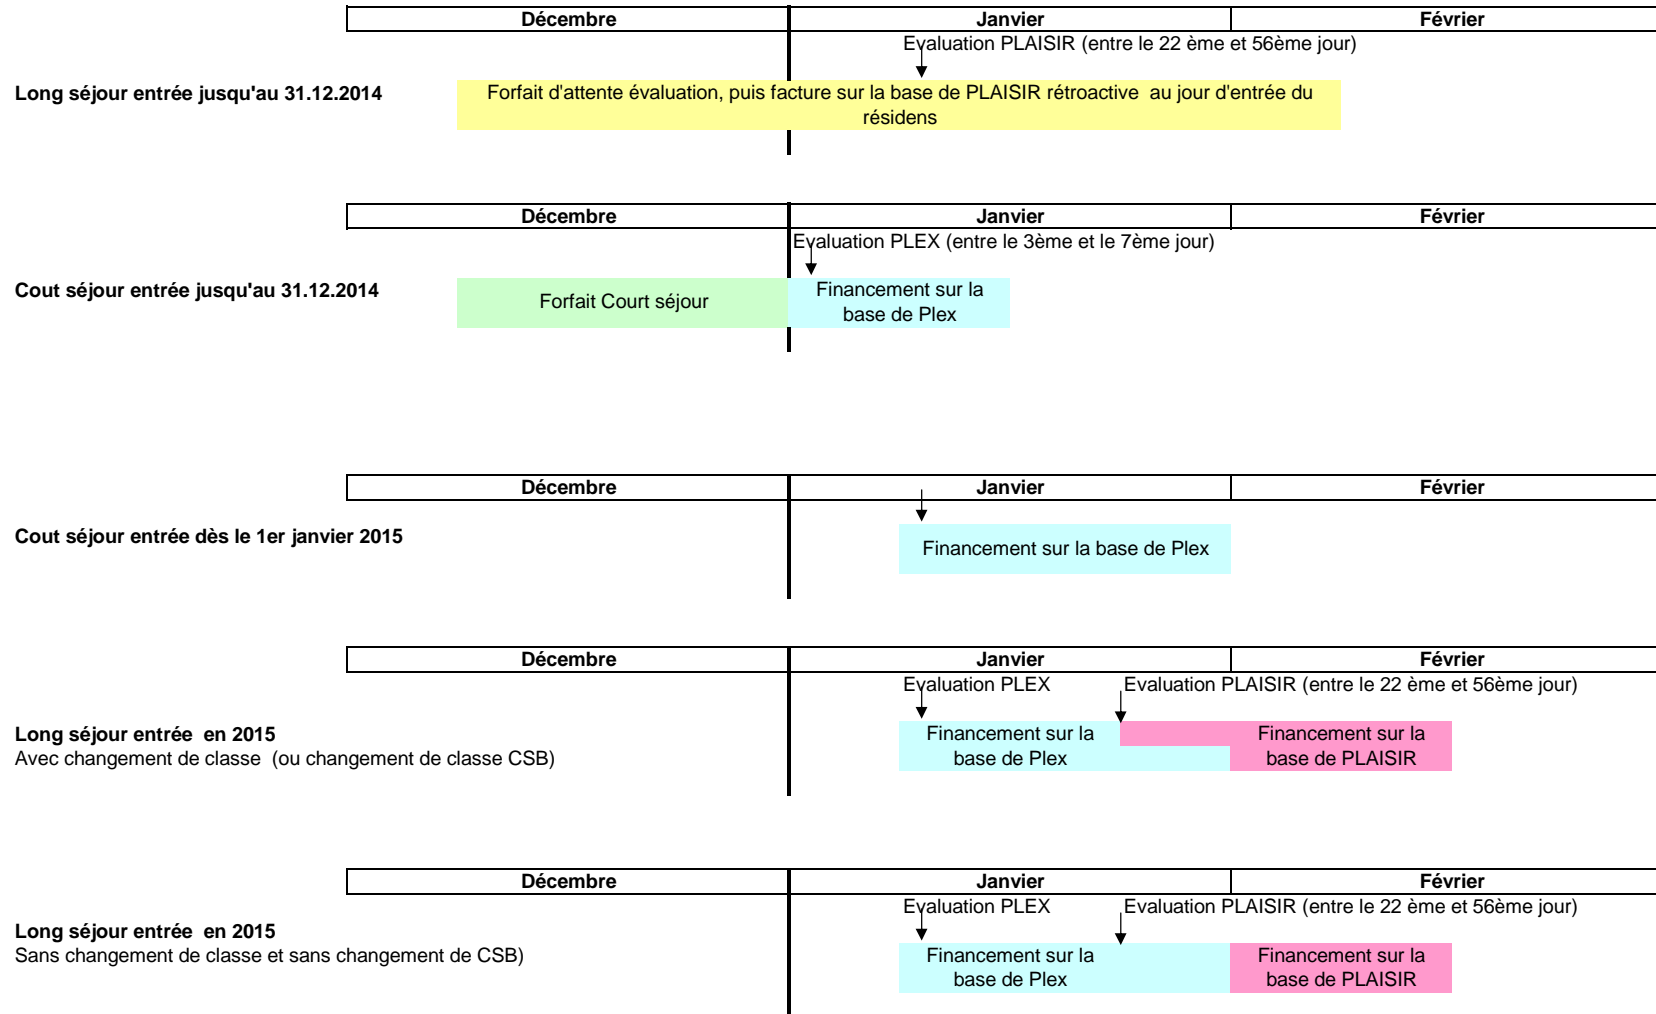 Décembre Janvier Février
Evaluation PLAISIR (entre le 22 ème et 56ème jour)
Long séjour entrée jusqu'au 31.12.2014
Forfait d'attente évaluation, puis facture sur la base de PLAISIR rétroactive au jour d'entrée du
résidens
Décembre Janvier Février
Evaluation PLEX (entre le 3ème et le 7ème jour)
Cout séjour entrée jusqu'au 31.12.2014
Forfait Court séjour
Financement sur la
base de Plex
Décembre Janvier Février
Cout séjour entrée dès le 1er janvier 2015
Financement sur la base de Plex
Décembre Janvier Février
Evaluation PLEX Evaluation PLAISIR (entre le 22 ème et 56ème jour)
Long séjour entrée en 2015
Avec changement de classe (ou changement de classe CSB)
Financement sur la
base de Plex
Financement sur la
base de PLAISIR
Décembre Janvier Février
Evaluation PLEX Evaluation PLAISIR (entre le 22 ème et 56ème jour)
Long séjour entrée en 2015
Sans changement de classe et sans changement de CSB)
Financement sur la
base de Plex
Financement sur la
base de PLAISIR